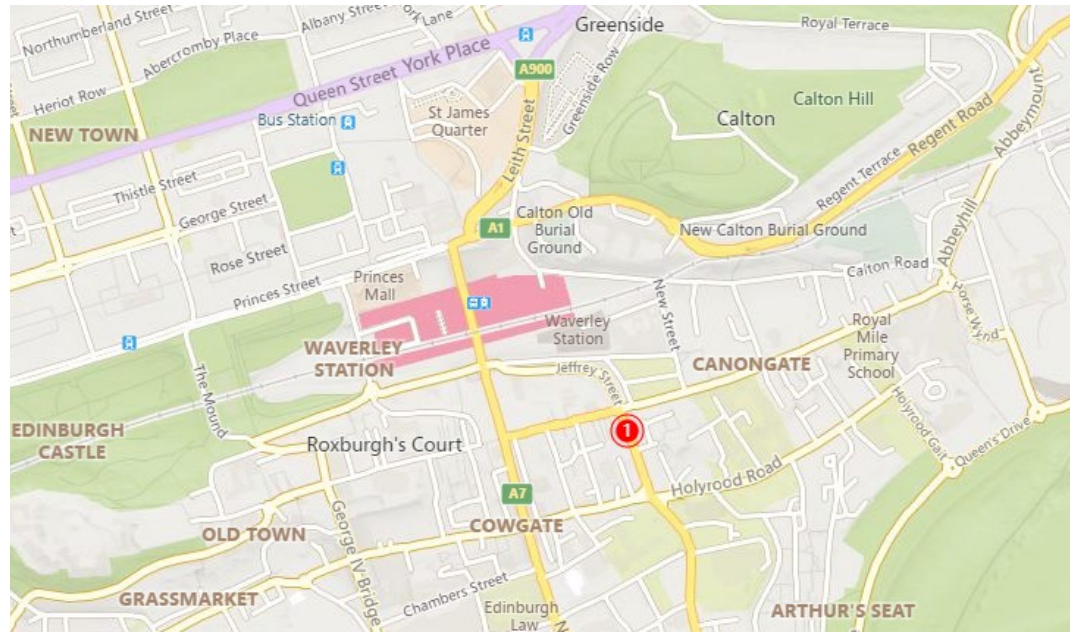 Northumberland Street
Albany Street
York Lane
Greenside
Royal Terrace
Abercromby Place
Queen Street York Place
A900
Heriot Row
Bus Station
St James
Quarter
Greenside Row
Calton Hill
Calton
NEW TOWN
Leith Street
Regent Road
Abbeymount
Thistle Street
George Street
Regent Terrace
A1
Calton Old
Burial
Ground
New Calton Burial Ground
Rose Street
Princes
Mall
Princes Street
Calton Road
Abbeyhill
New Street
Horse Wynd
Waverley
Station
Royal
Mile
Primary
School
WAVERLEY
STATION
Jeffrey Street
CANONGATE
The Mound
EDINBURGH
CASTLE
Roxburgh's Court
1
Holyrood Gait
Queen's Drive
Holyrood Road
A7
OLD TOWN
COWGATE
George IV Bridge
GRASSMARKET
Chambers Street
Edinburgh
Law
N
ARTHUR'S SEAT